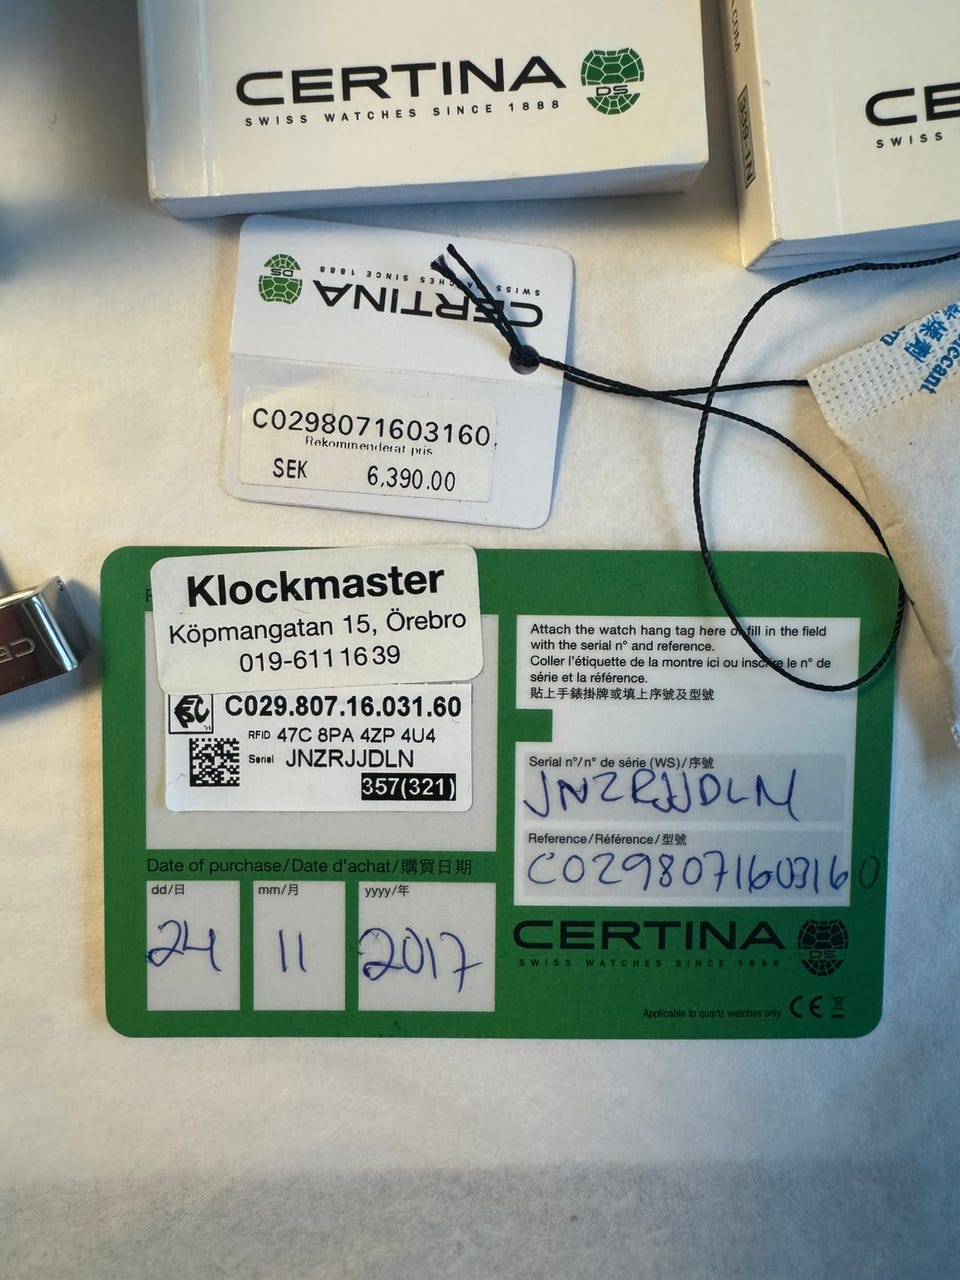 CERTINA
SWISS WATCHES SINCE 1888
DS
.COM
339-1N
CE
SWISS
CERTINA
SWISS WATCHES SINCE 1888
DS
C0298071603160
Rekommenderat pris
SEK 6,390.00
Klockmaster
Köpmangatan 15, Örebro
019-611 16 39
C029.807.16.031.60
RFID 47C 8PA 4ZP 4U4
Serial JNZRJJDLN
357(321)
Attach the watch hang tag here or fill in the field
with the serial n° and reference.
Coller l'étiquette de la montre ici ou inscrire le n° de
série et la référence.
貼上手錶掛牌或填上序號及型號
Serial n°/n° de série (WS)/序號
JNZRJJDLN
Reference/Référence/型號
C0298071603160
Date of purchase/Date d'achat/購買日期
dd/日 mm/月 yyyy/年
24 11 2017
CERTINA
SWISS WATCHES SINCE 1888
DS
Applicable to quartz watches only CE